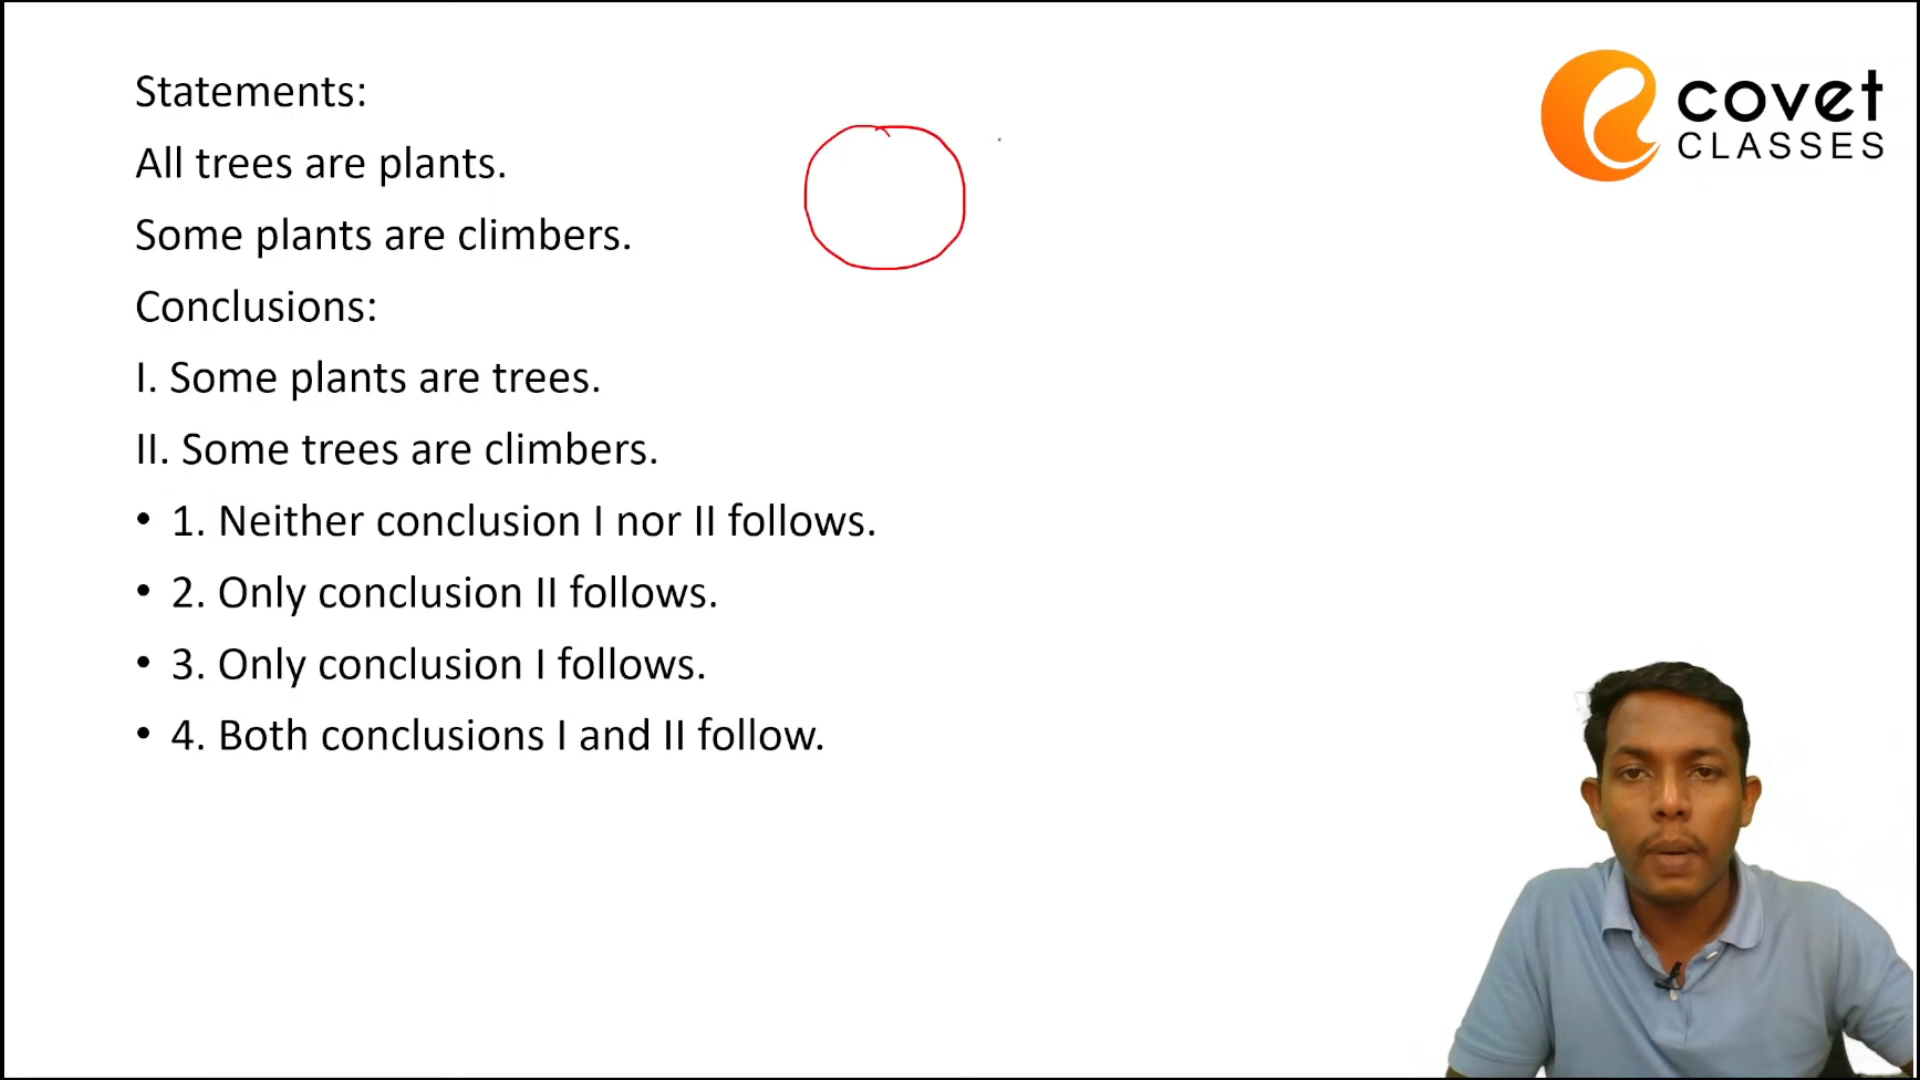 Statements:
All trees are plants.
Some plants are climbers.
Conclusions:
I. Some plants are trees.
II. Some trees are climbers.
• 1. Neither conclusion I nor II follows.
• 2. Only conclusion II follows.
• 3. Only conclusion I follows.
• 4. Both conclusions I and II follow.
covet
CLASSES